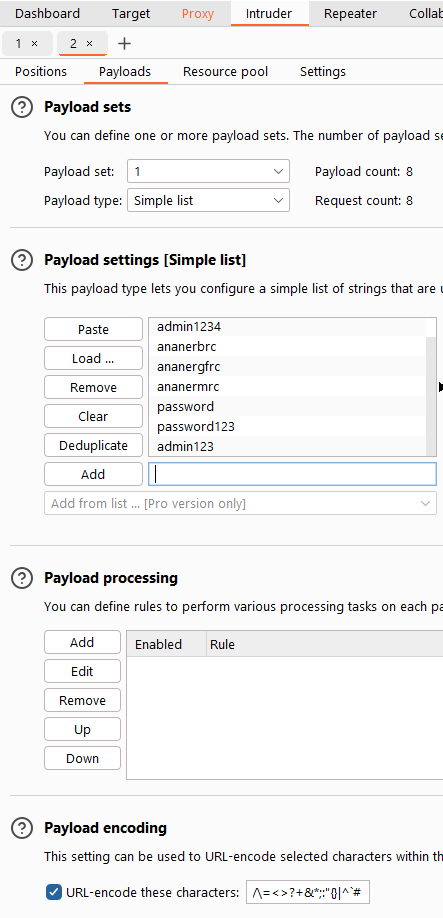 Dashboard Target Proxy Intruder Repeater Collab
1 × 2 × +
Positions Payloads Resource pool Settings
? Payload sets
You can define one or more payload sets. The number of payload se
Payload set: 1 Payload count: 8
Payload type: Simple list Request count: 8
? Payload settings [Simple list]
This payload type lets you configure a simple list of strings that are u
Paste
Load ...
Remove
Clear
Deduplicate
admin1234
ananerbrc
ananergfrc
ananermrc
password
password123
admin123
Add
Add from list ... [Pro version only]
? Payload processing
You can define rules to perform various processing tasks on each pa
Add
Edit
Remove
Up
Down
Enabled Rule
? Payload encoding
This setting can be used to URL-encode selected characters within th
URL-encode these characters: /\=<>?+&*;:"{}|^`#